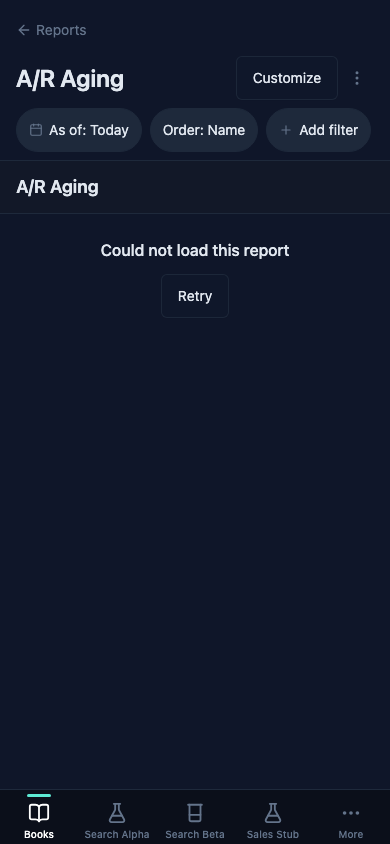 Reports
A/R Aging
Customize
As of: Today
Order: Name
Add filter
A/R Aging
Could not load this report
Retry
Books
Search Alpha
Search Beta
Sales Stub
More